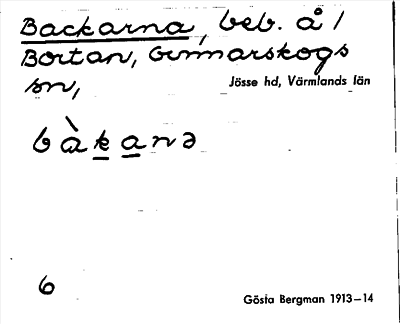 Backarna, beb. å /
Bortan, Gunnarskogs
sn,
Jösse hd, Värmlands län
bàkanə
6
Gösta Bergman 1913–14